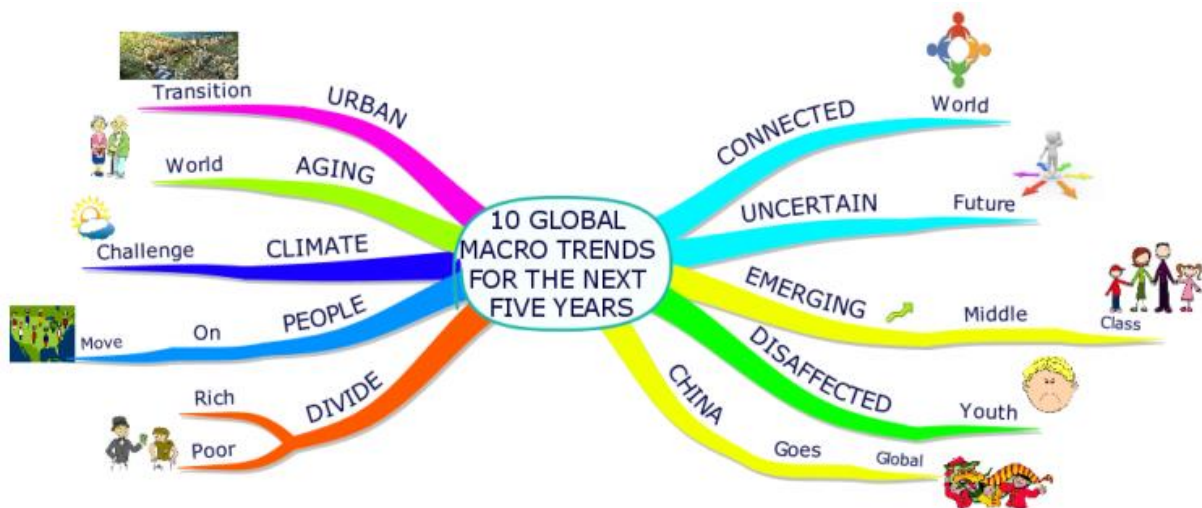 10 GLOBAL
MACRO TRENDS
FOR THE NEXT
FIVE YEARS
CONNECTED World
UNCERTAIN Future
EMERGING Middle Class
DISAFFECTED Youth
CHINA Goes Global
DIVIDE
Rich
Poor
PEOPLE On Move
CLIMATE Challenge
AGING World
URBAN Transition